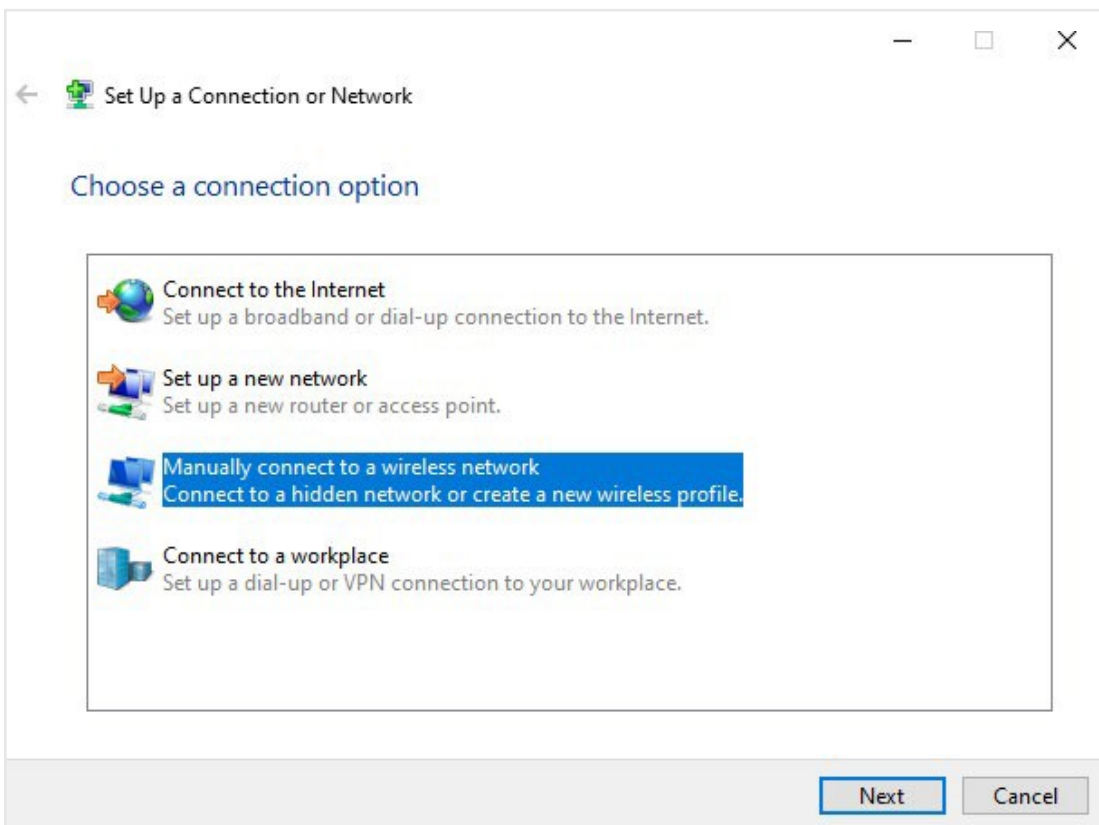 Set Up a Connection or Network
Choose a connection option
Connect to the Internet
Set up a broadband or dial-up connection to the Internet.
Set up a new network
Set up a new router or access point.
Manually connect to a wireless network
Connect to a hidden network or create a new wireless profile.
Connect to a workplace
Set up a dial-up or VPN connection to your workplace.
Next
Cancel